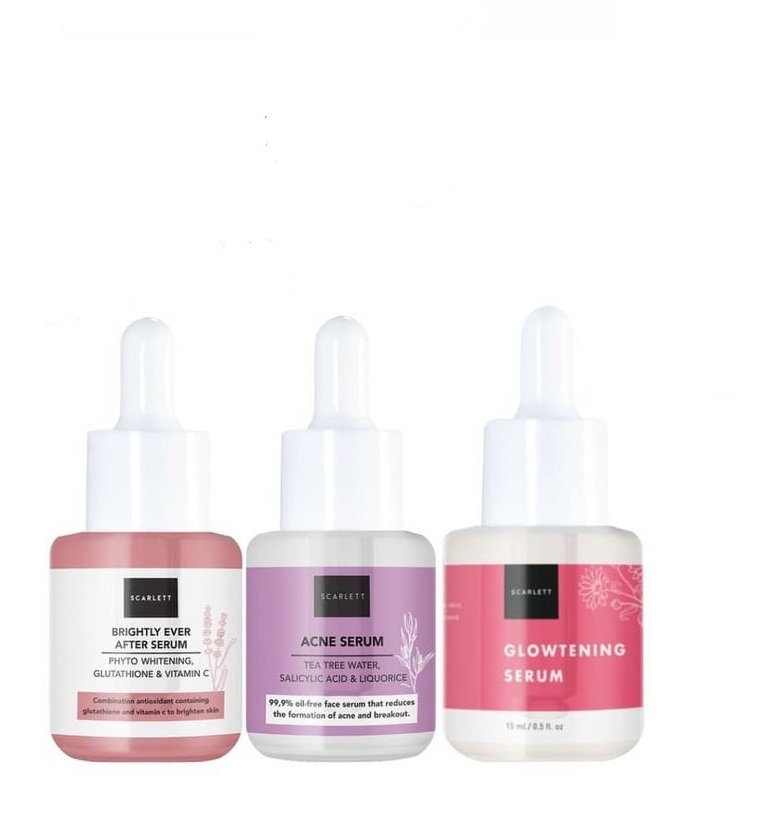 SCARLETT
BRIGHTLY EVER
AFTER SERUM
PHYTO WHITENING,
GLUTATHIONE & VITAMIN C
Combination antioxidant containing
glutathione and vitamin c to brighten skin
SCARLETT
ACNE SERUM
TEA TREE WATER,
SALICYLIC ACID & LIQUORICE
99,9% oil-free face serum that reduces
the formation of acne and breakout.
SCARLETT
skin
GLOWTENING
SERUM
15 ml / 0.5 fl. oz